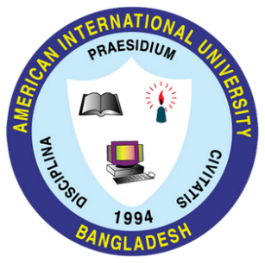 AMERICAN INTERNATIONAL UNIVERSITY
PRAESIDIUM
DISCIPLINA
CIVITATIS
1994
BANGLADESH